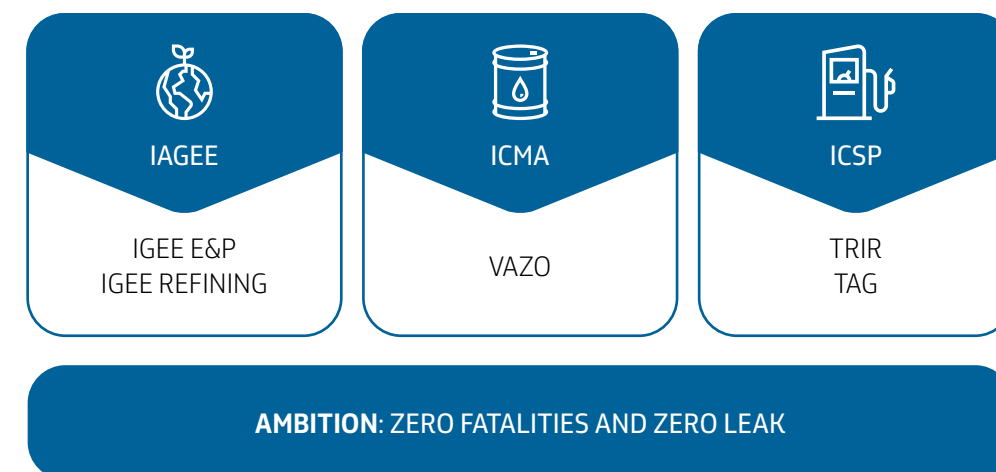 IAGEE
IGEE E&P
IGEE REFINING
ICMA
VAZO
ICSP
TRIR
TAG
AMBITION: ZERO FATALITIES AND ZERO LEAK